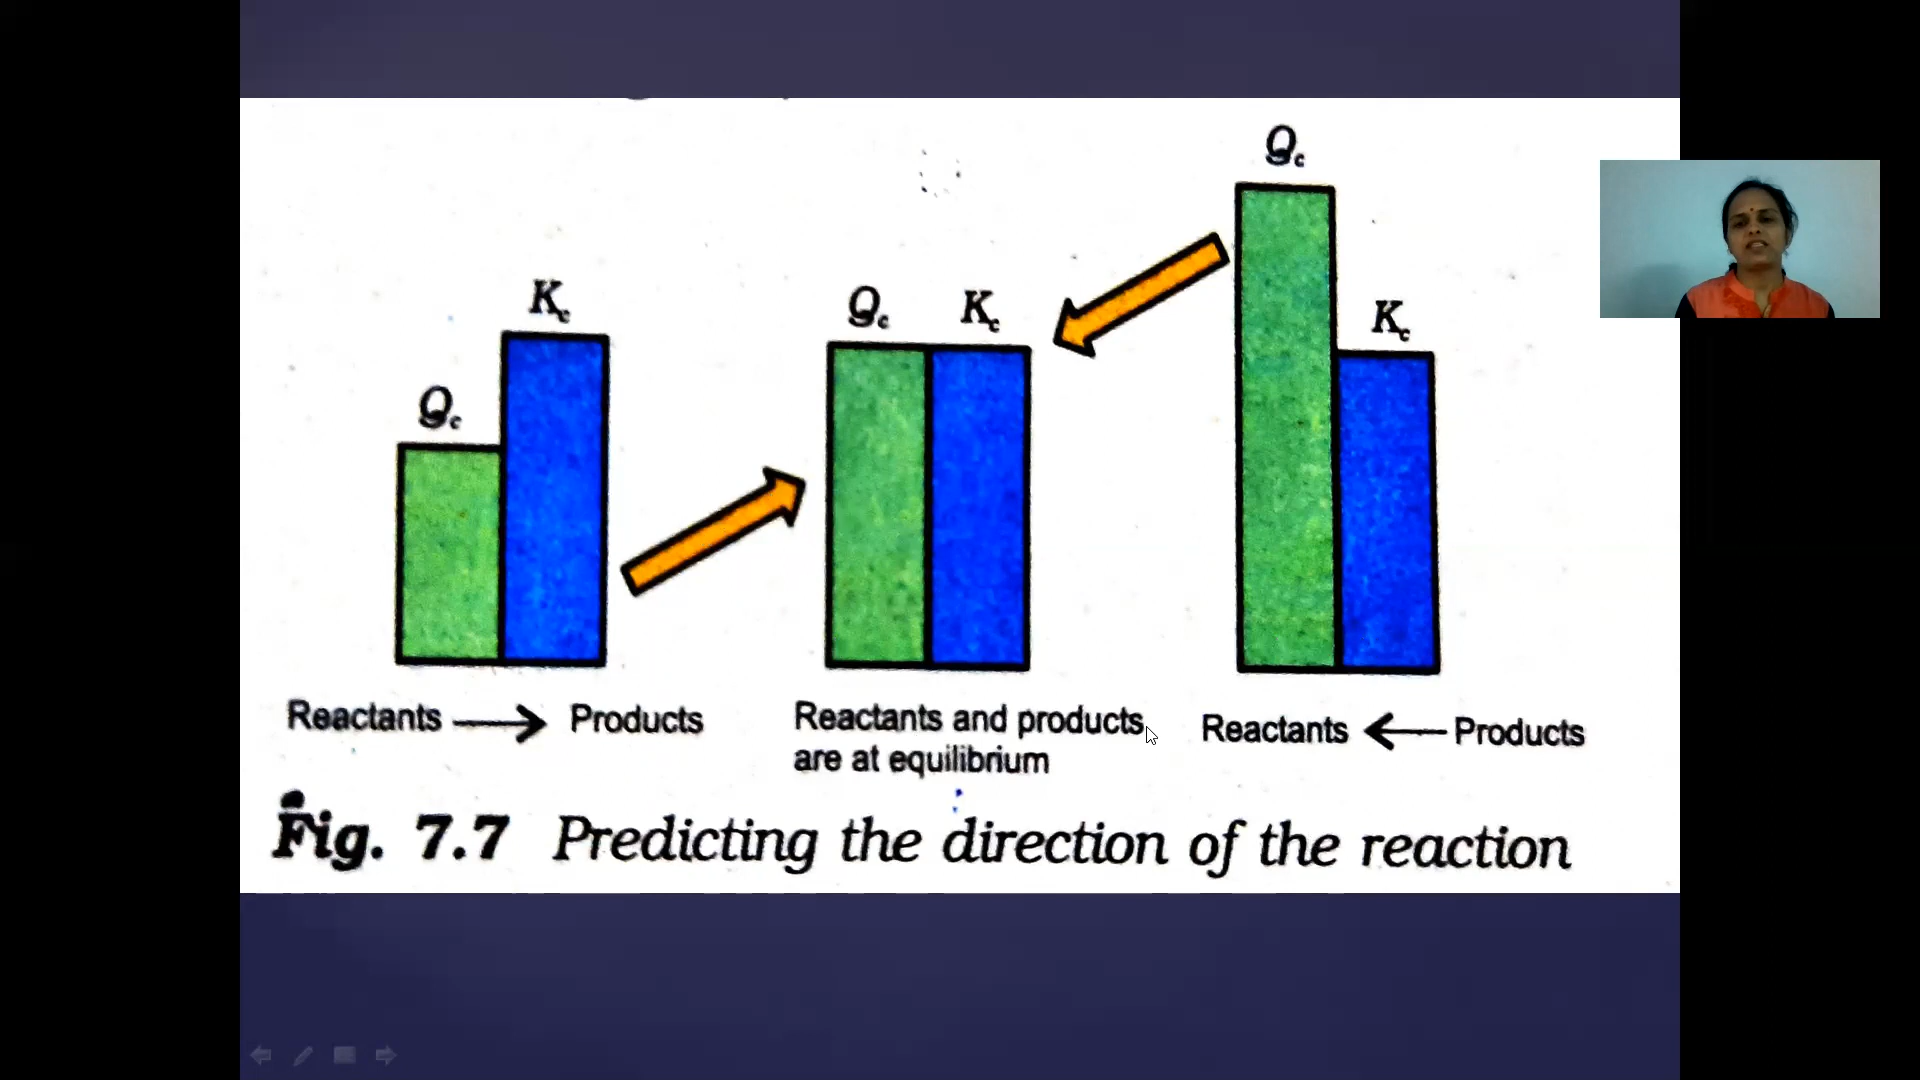 Qc
Kc
Qc
Kc
Qc
Kc
Reactants → Products
Reactants and products
are at equilibrium
Reactants ← Products
Fig. 7.7 Predicting the direction of the reaction